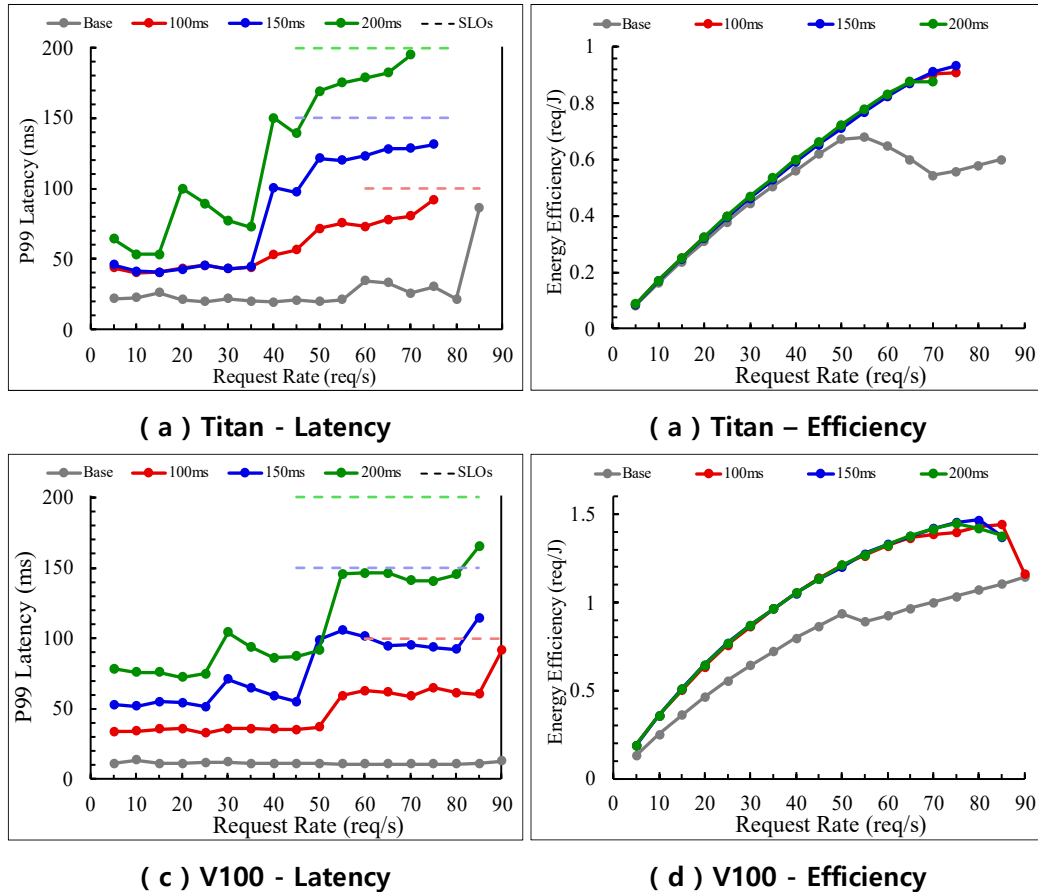 Base 100ms 150ms 200ms SLOs
200
150
100
50
0
P99 Latency (ms)
0 10 20 30 40 50 60 70 80 90
Request Rate (req/s)
( a ) Titan - Latency
Base 100ms 150ms 200ms
1
0.8
0.6
0.4
0.2
0
Energy Efficiency (req/J)
0 10 20 30 40 50 60 70 80 90
Request Rate (req/s)
( a ) Titan – Efficiency
Base 100ms 150ms 200ms SLOs
200
150
100
50
0
P99 Latency (ms)
0 10 20 30 40 50 60 70 80 90
Request Rate (req/s)
( c ) V100 - Latency
Base 100ms 150ms 200ms
1.5
1
0.5
0
Energy Efficiency (req/J)
0 10 20 30 40 50 60 70 80 90
Request Rate (req/s)
( d ) V100 - Efficiency